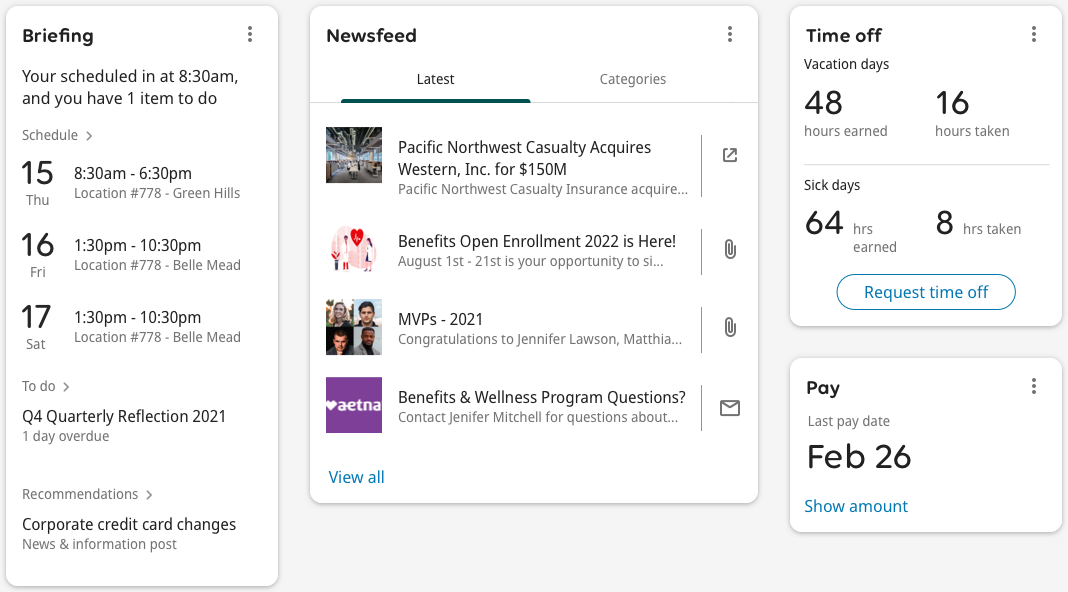 Briefing
Your scheduled in at 8:30am,
and you have 1 item to do
Schedule
15
Thu
8:30am - 6:30pm
Location #778 - Green Hills
16
Fri
1:30pm - 10:30pm
Location #778 - Belle Mead
17
Sat
1:30pm - 10:30pm
Location #778 - Belle Mead
To do
Q4 Quarterly Reflection 2021
1 day overdue
Recommendations
Corporate credit card changes
News & information post
Newsfeed
Latest
Categories
Pacific Northwest Casualty Acquires
Western, Inc. for $150M
Pacific Northwest Casualty Insurance acquire...
Benefits Open Enrollment 2022 is Here!
August 1st - 21st is your opportunity to si...
MVPs - 2021
Congratulations to Jennifer Lawson, Matthia...
aetna
Benefits & Wellness Program Questions?
Contact Jenifer Mitchell for questions about...
View all
Time off
Vacation days
48
hours earned
16
hours taken
Sick days
64 hrs
earned
8 hrs taken
Request time off
Pay
Last pay date
Feb 26
Show amount